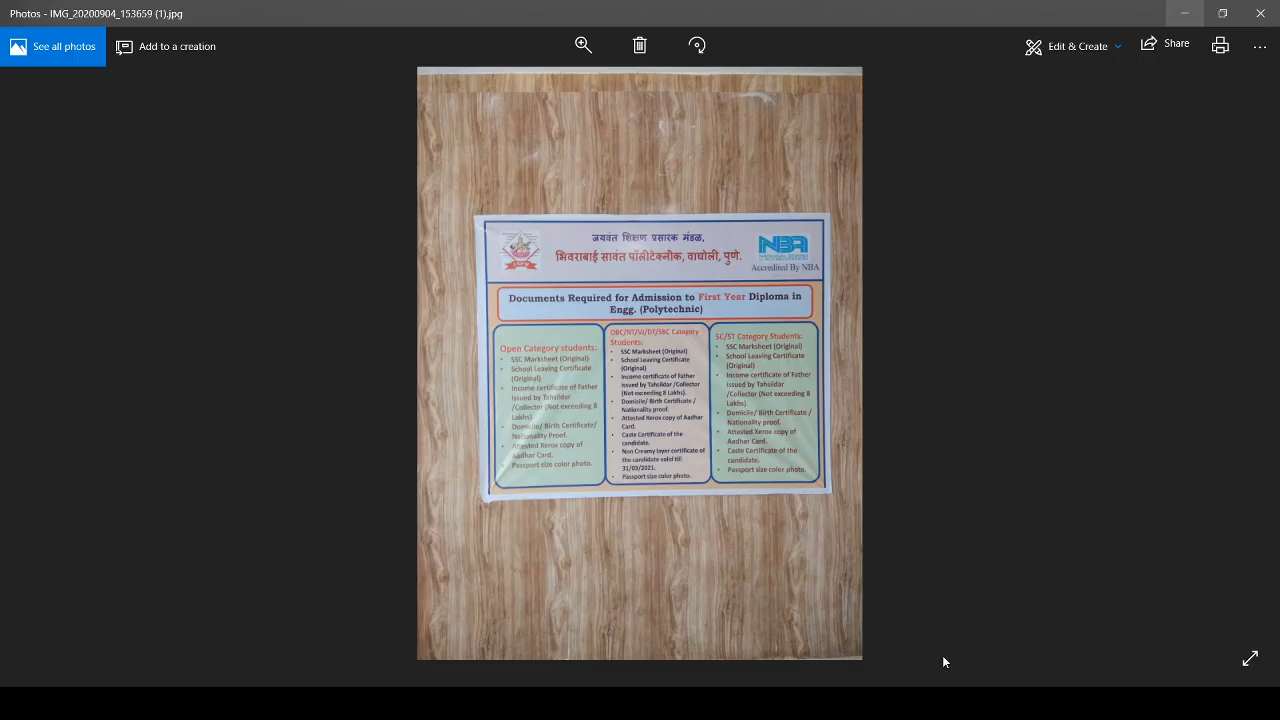 Photos - IMG_20200904_153659 (1).jpg
See all photos
Add to a creation
Edit & Create
Share
जयवंत शिक्षण प्रसारक मंडळ,
भिवराबाई सावंत पॉलीटेक्नीक, वाघोली, पुणे.
NBA
Accredited By NBA
Documents Required for Admission to First Year Diploma in
Engg. (Polytechnic)
Open Category students:
• SSC Marksheet (Original)
• School Leaving Certificate
(Original)
• Income certificate of Father
issued by Tahsildar
/Collector (Not exceeding 8
Lakhs)
• Domicile/ Birth Certificate/
Nationality Proof.
• Attested Xerox copy of
Aadhar Card.
• Passport size color photo.
OBC/NT/VJ/DT/SBC Category
Students:
• SSC Marksheet (Original)
• School Leaving Certificate
(Original)
• Income certificate of Father
issued by Tahsildar /Collector
(Not exceeding 8 Lakhs).
• Domicile/ Birth Certificate /
Nationality proof.
• Attested Xerox copy of Aadhar
Card.
• Caste Certificate of the
candidate.
• Non Creamy layer certificate of
the candidate valid till
31/03/2021.
• Passport size color photo.
SC/ST Category Students:
• SSC Marksheet (Original)
• School Leaving Certificate
(Original)
• Income certificate of Father
issued by Tahsildar
/Collector (Not exceeding 8
Lakhs).
• Domicile/ Birth Certificate /
Nationality proof.
• Attested Xerox copy of
Aadhar Card.
• Caste Certificate of the
candidate.
• Passport size color photo.